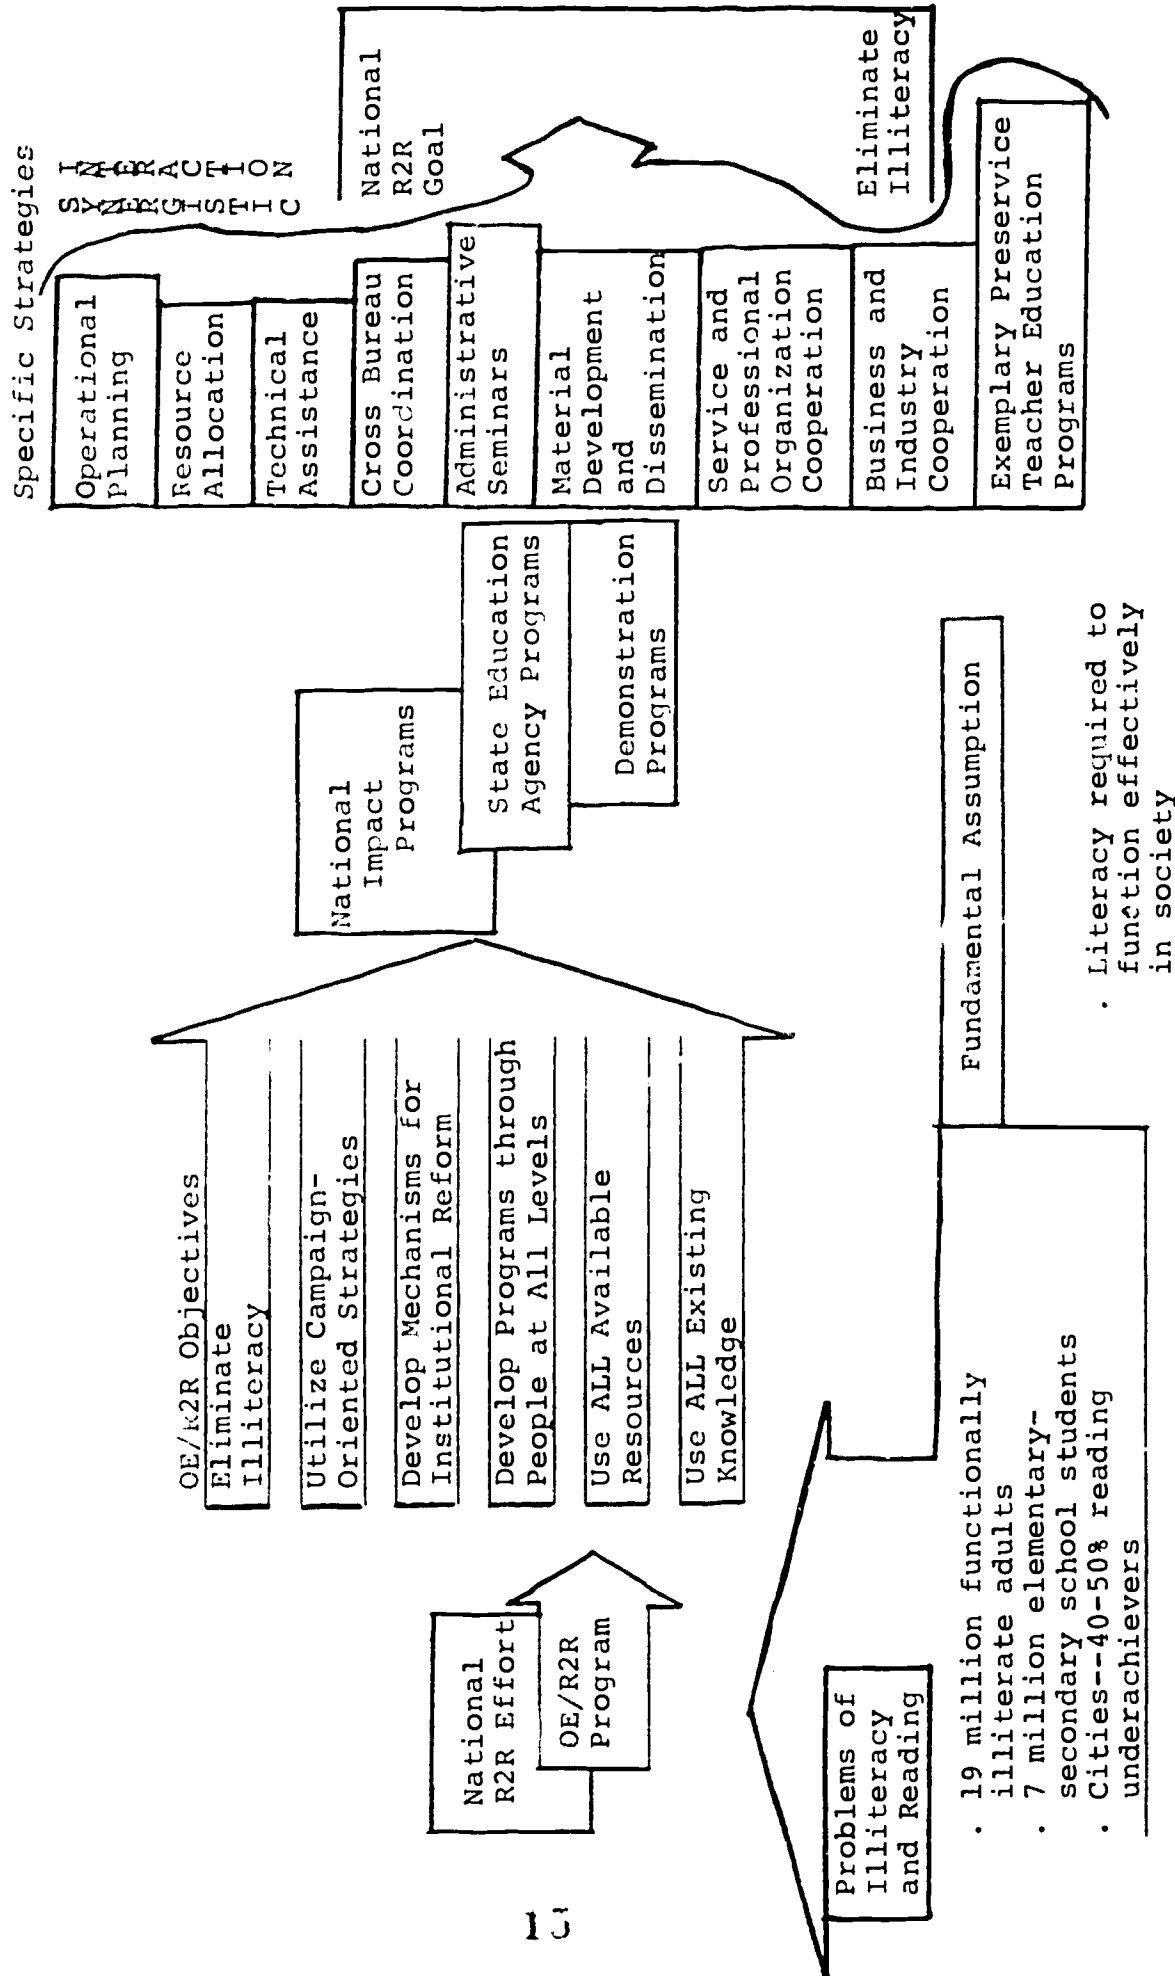 Problems of
Illiteracy
and Reading
· 19 million functionally
illiterate adults
· 7 million elementary-
secondary school students
· Cities--40-50% reading
underachievers
Fundamental Assumption
· Literacy required to
function effectively
in society
National
R2R Effort
OE/R2R
Program
OE/R2R Objectives
Eliminate
Illiteracy
Utilize Campaign-
Oriented Strategies
Develop Mechanisms for
Institutional Reform
Develop Programs through
People at All Levels
Use ALL Available
Resources
Use ALL Existing
Knowledge
National
Impact
Programs
State Education
Agency Programs
Demonstration
Programs
Specific Strategies
Operational
Planning
Resource
Allocation
Technical
Assistance
Cross Bureau
Coordination
Administrative
Seminars
Material
Development
and
Dissemination
Service and
Professional
Organization
Cooperation
Business and
Industry
Cooperation
Exemplary Preservice
Teacher Education
Programs
SYNERGISTIC
INTERACTION
National
R2R
Goal
Eliminate
Illiteracy